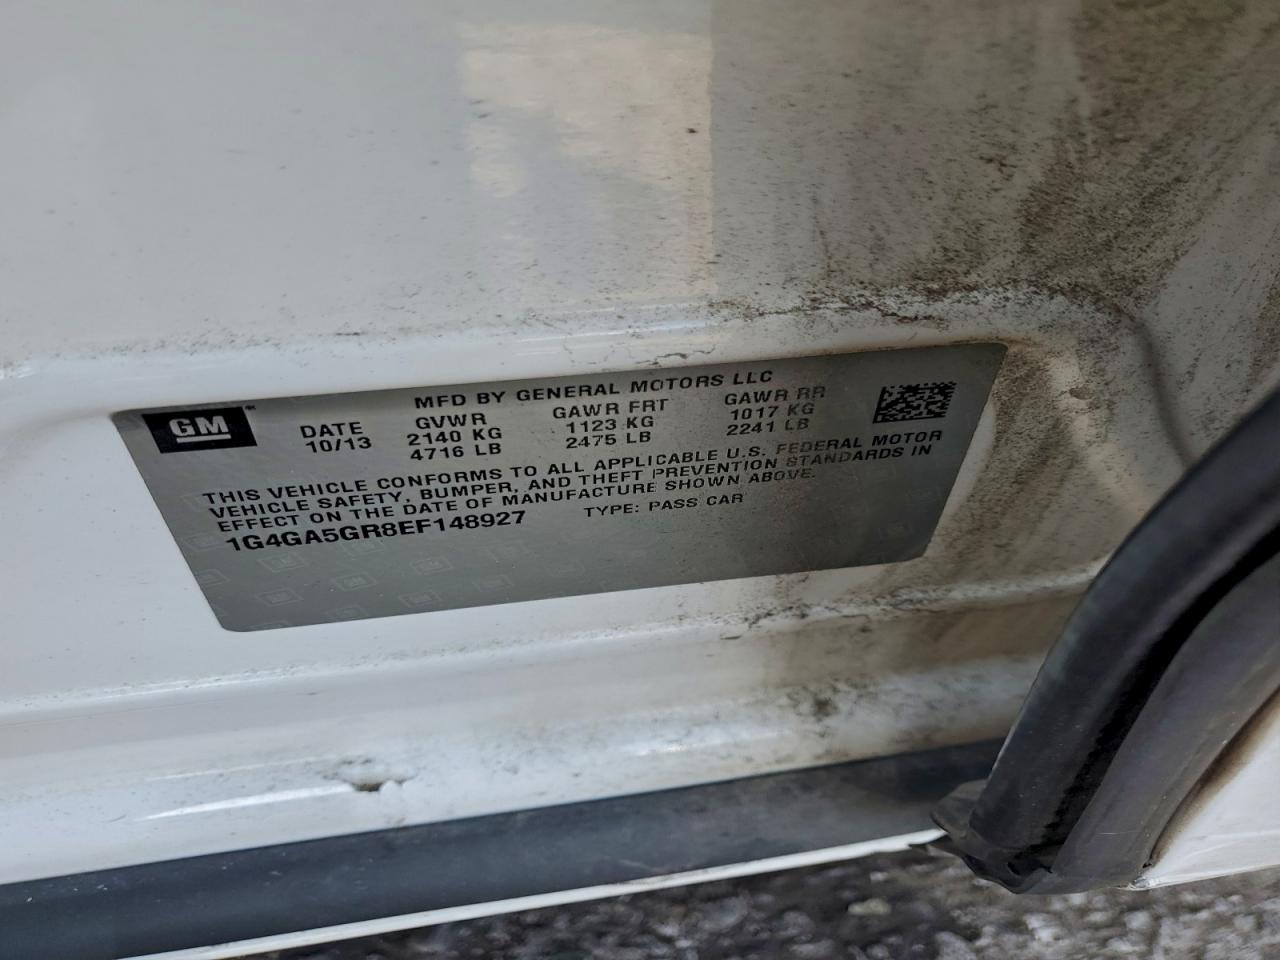 GM
MFD BY GENERAL MOTORS LLC
DATE GVWR GAWR FRT GAWR RR
10/13 2140 KG 1123 KG 1017 KG
4716 LB 2475 LB 2241 LB
THIS VEHICLE CONFORMS TO ALL APPLICABLE U.S. FEDERAL MOTOR
VEHICLE SAFETY, BUMPER, AND THEFT PREVENTION STANDARDS IN
EFFECT ON THE DATE OF MANUFACTURE SHOWN ABOVE.
1G4GA5GR8EF148927 TYPE: PASS CAR